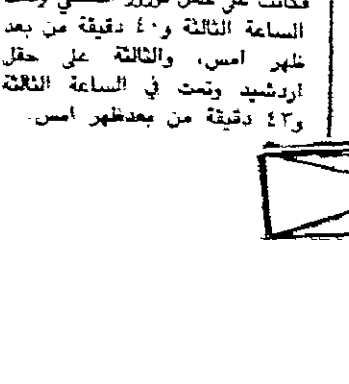 فكانت على حقل
الساعة الثالثة و٤٠ دقيقة من بعد
ظهر امس، والثالثة على حقل
اردشيد وتمت في الساعة الثالثة
و٤٣ دقيقة من بعدظهر امس.